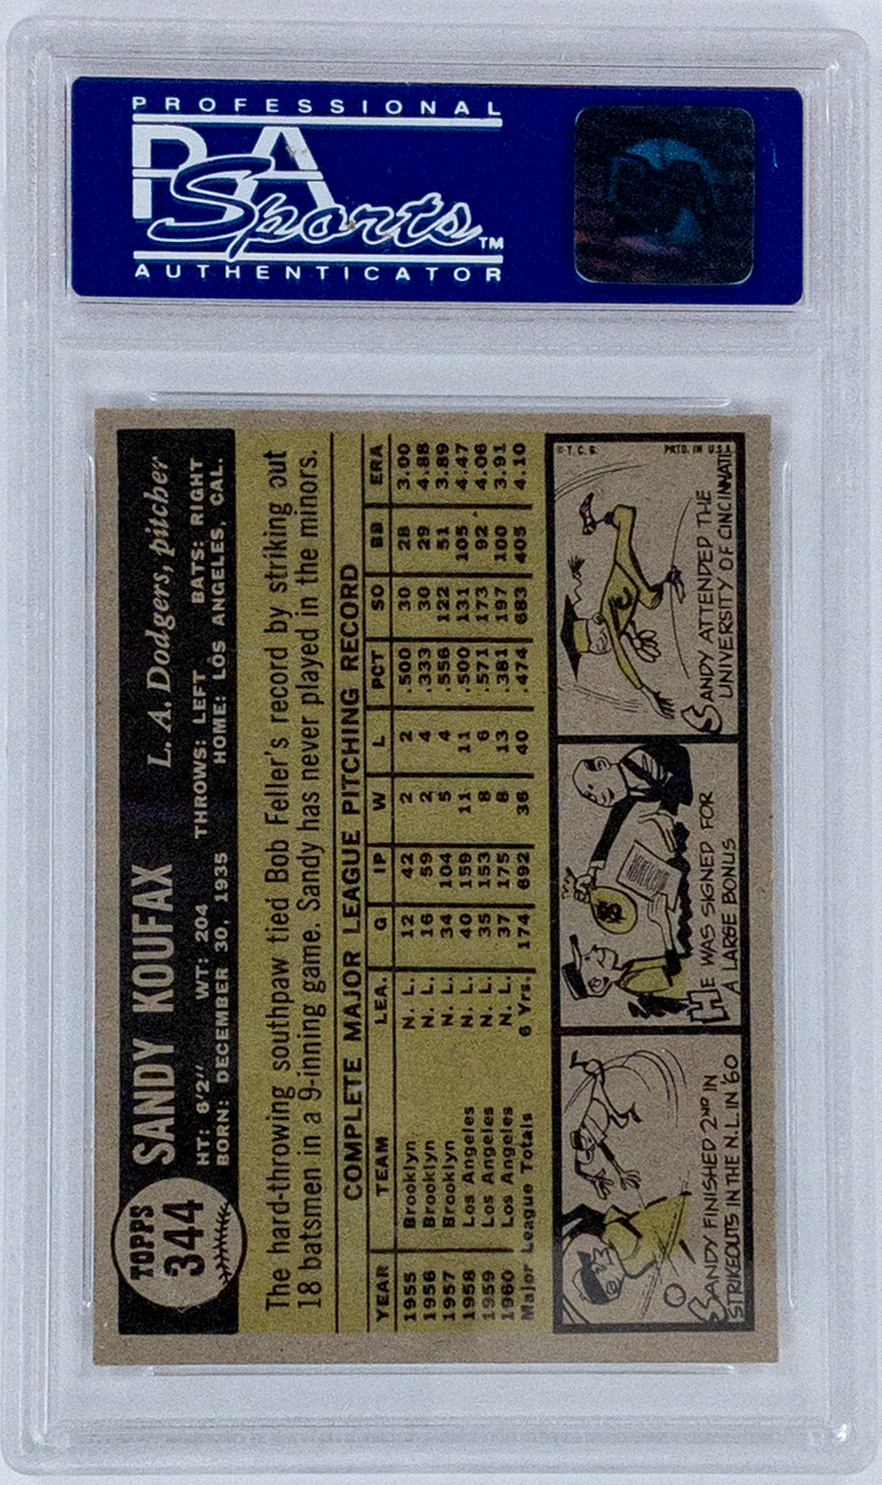 PROFESSIONAL
PSA
Sports™
AUTHENTICATOR
TOPPS
344
SANDY KOUFAX L. A. Dodgers, pitcher
HT: 6'2" WT: 204 THROWS: LEFT BATS: RIGHT
BORN: DECEMBER 30, 1935 HOME: LOS ANGELES, CAL.
The hard-throwing southpaw tied Bob Feller's record by striking out
18 batsmen in a 9-inning game. Sandy has never played in the minors.
COMPLETE MAJOR LEAGUE PITCHING RECORD
YEAR TEAM LEA. G IP W L PCT SO BB ERA
1955 Brooklyn N. L. 12 42 2 2 .500 30 28 3.00
1956 Brooklyn N. L. 16 59 2 4 .333 30 29 4.88
1957 Brooklyn N. L. 34 104 5 4 .556 122 51 3.89
1958 Los Angeles N. L. 40 159 11 11 .500 131 105 4.47
1959 Los Angeles N. L. 35 153 8 6 .571 173 92 4.06
1960 Los Angeles N. L. 37 175 8 13 .381 197 100 3.91
Major League Totals 6 Yrs. 174 692 36 40 .474 683 405 4.10
SANDY FINISHED 2ND IN
STRIKEOUTS IN THE N.L. IN '60
HE WAS SIGNED FOR
A LARGE BONUS
©T.C.G. PRTD. IN U.S.A.
SANDY ATTENDED THE
UNIVERSITY OF CINCINNATI